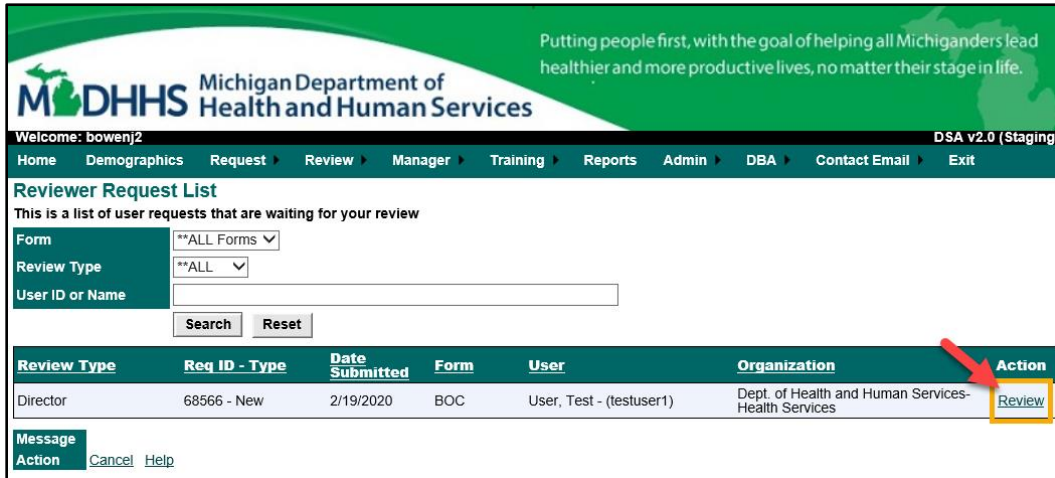 Putting people first, with the goal of helping all Michiganders lead
healthier and more productive lives, no matter their stage in life.
MDHHS Michigan Department of
Health and Human Services
Welcome: bowenj2 DSA v2.0 (Staging
Home Demographics Request Review Manager Training Reports Admin DBA Contact Email Exit
Reviewer Request List
This is a list of user requests that are waiting for your review
Form **ALL Forms
Review Type **ALL
User ID or Name
Search Reset
Review Type Req ID - Type Date Submitted Form User Organization Action
Director 68566 - New 2/19/2020 BOC User, Test - (testuser1) Dept. of Health and Human Services-
Health Services Review
Message
Action Cancel Help